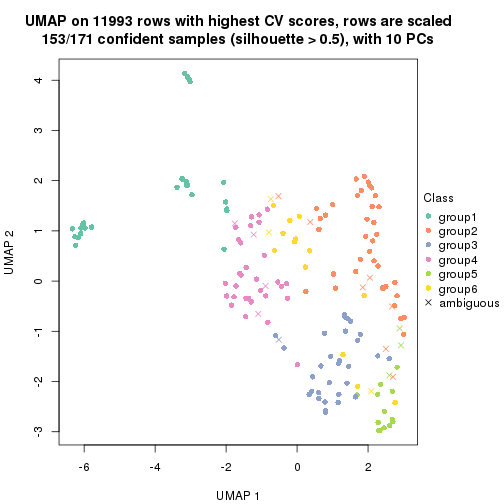 UMAP on 11993 rows with highest CV scores, rows are scaled
153/171 confident samples (silhouette > 0.5), with 10 PCs
4
3
2
1
0
-1
-2
-3
UMAP 2
-6
-4
-2
0
2
UMAP 1
Class
group1
group2
group3
group4
group5
group6
ambiguous